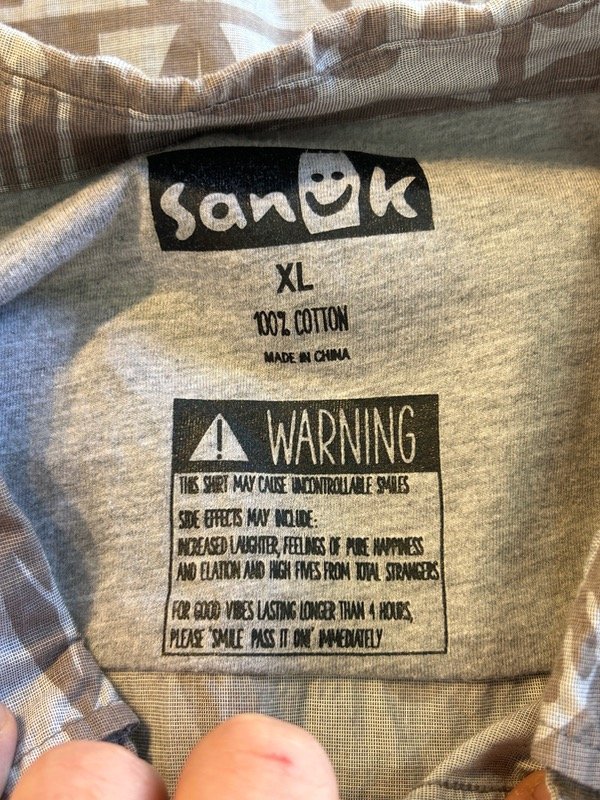 sanuk
XL
100% COTTON
MADE IN CHINA
WARNING
THIS SHIRT MAY CAUSE UNCONTROLLABLE SMILES
SIDE EFFECTS MAY INCLUDE:
INCREASED LAUGHTER, FEELINGS OF PURE HAPPINESS
AND ELATION AND HIGH FIVES FROM TOTAL STRANGERS
FOR GOOD VIBES LASTING LONGER THAN 4 HOURS,
PLEASE "SMILE PASS IT ON!" IMMEDIATELY